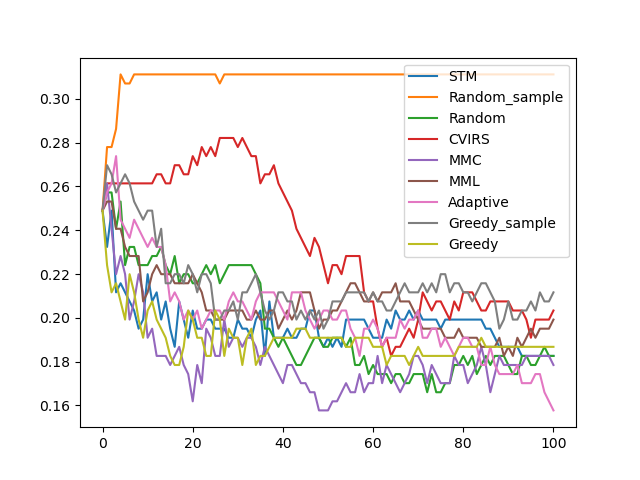 0.30
0.28
0.26
0.24
0.22
0.20
0.18
0.16
0
20
40
60
80
100
STM
Random_sample
Random
CVIRS
MMC
MML
Adaptive
Greedy_sample
Greedy